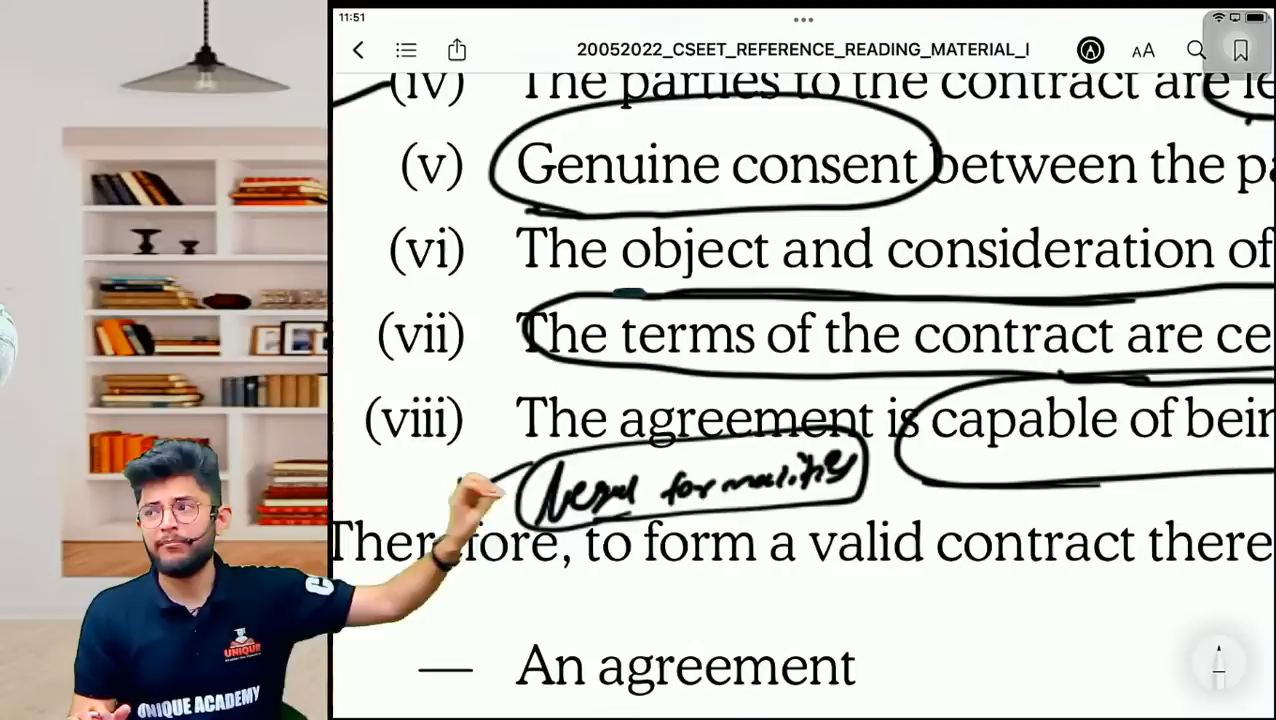 11:51
20052022_CSEET_REFERENCE_READING_MATERIAL_I
AA
(iv) The parties to the contract are le
(v) Genuine consent between the pa
(vi) The object and consideration of
(vii) The terms of the contract are ce
(viii) The agreement is capable of bein
Legal formalities
Therefore, to form a valid contract there
— An agreement
UNIQUE
UNIQUE ACADEMY